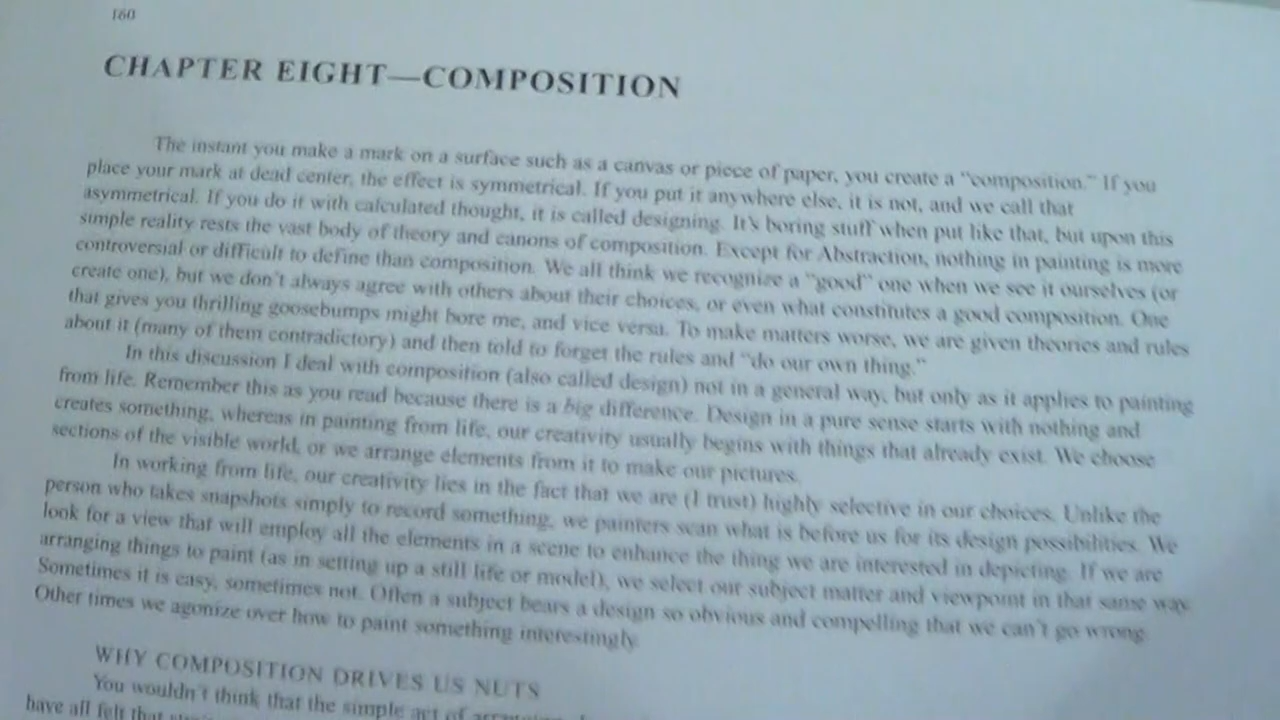 160
CHAPTER EIGHT—COMPOSITION
The instant you make a mark on a surface such as a canvas or piece of paper, you create a "composition." If you
place your mark at dead center, the effect is symmetrical. If you put it anywhere else, it is not, and we call that
asymmetrical. If you do it with calculated thought, it is called designing. It's boring stuff when put like that, but upon this
simple reality rests the vast body of theory and canons of composition. Except for Abstraction, nothing in painting is more
controversial or difficult to define than composition. We all think we recognize a "good" one when we see it ourselves (or
create one), but we don't always agree with others about their choices, or even what constitutes a good composition. One
that gives you thrilling goosebumps might bore me, and vice versa. To make matters worse, we are given theories and rules
about it (many of them contradictory) and then told to forget the rules and "do our own thing."
In this discussion I deal with composition (also called design) not in a general way, but only as it applies to painting
from life. Remember this as you read because there is a big difference. Design in a pure sense starts with nothing and
creates something, whereas in painting from life, our creativity usually begins with things that already exist. We choose
sections of the visible world, or we arrange elements from it to make our pictures.
In working from life, our creativity lies in the fact that we are (I trust) highly selective in our choices. Unlike the
person who takes snapshots simply to record something, we painters scan what is before us for its design possibilities. We
look for a view that will employ all the elements in a scene to enhance the thing we are interested in depicting. If we are
arranging things to paint (as in setting up a still life or model), we select our subject matter and viewpoint in that same way.
Sometimes it is easy, sometimes not. Often a subject bears a design so obvious and compelling that we can't go wrong.
Other times we agonize over how to paint something interestingly.
WHY COMPOSITION DRIVES US NUTS
You wouldn't think that the simple act of
have all felt that